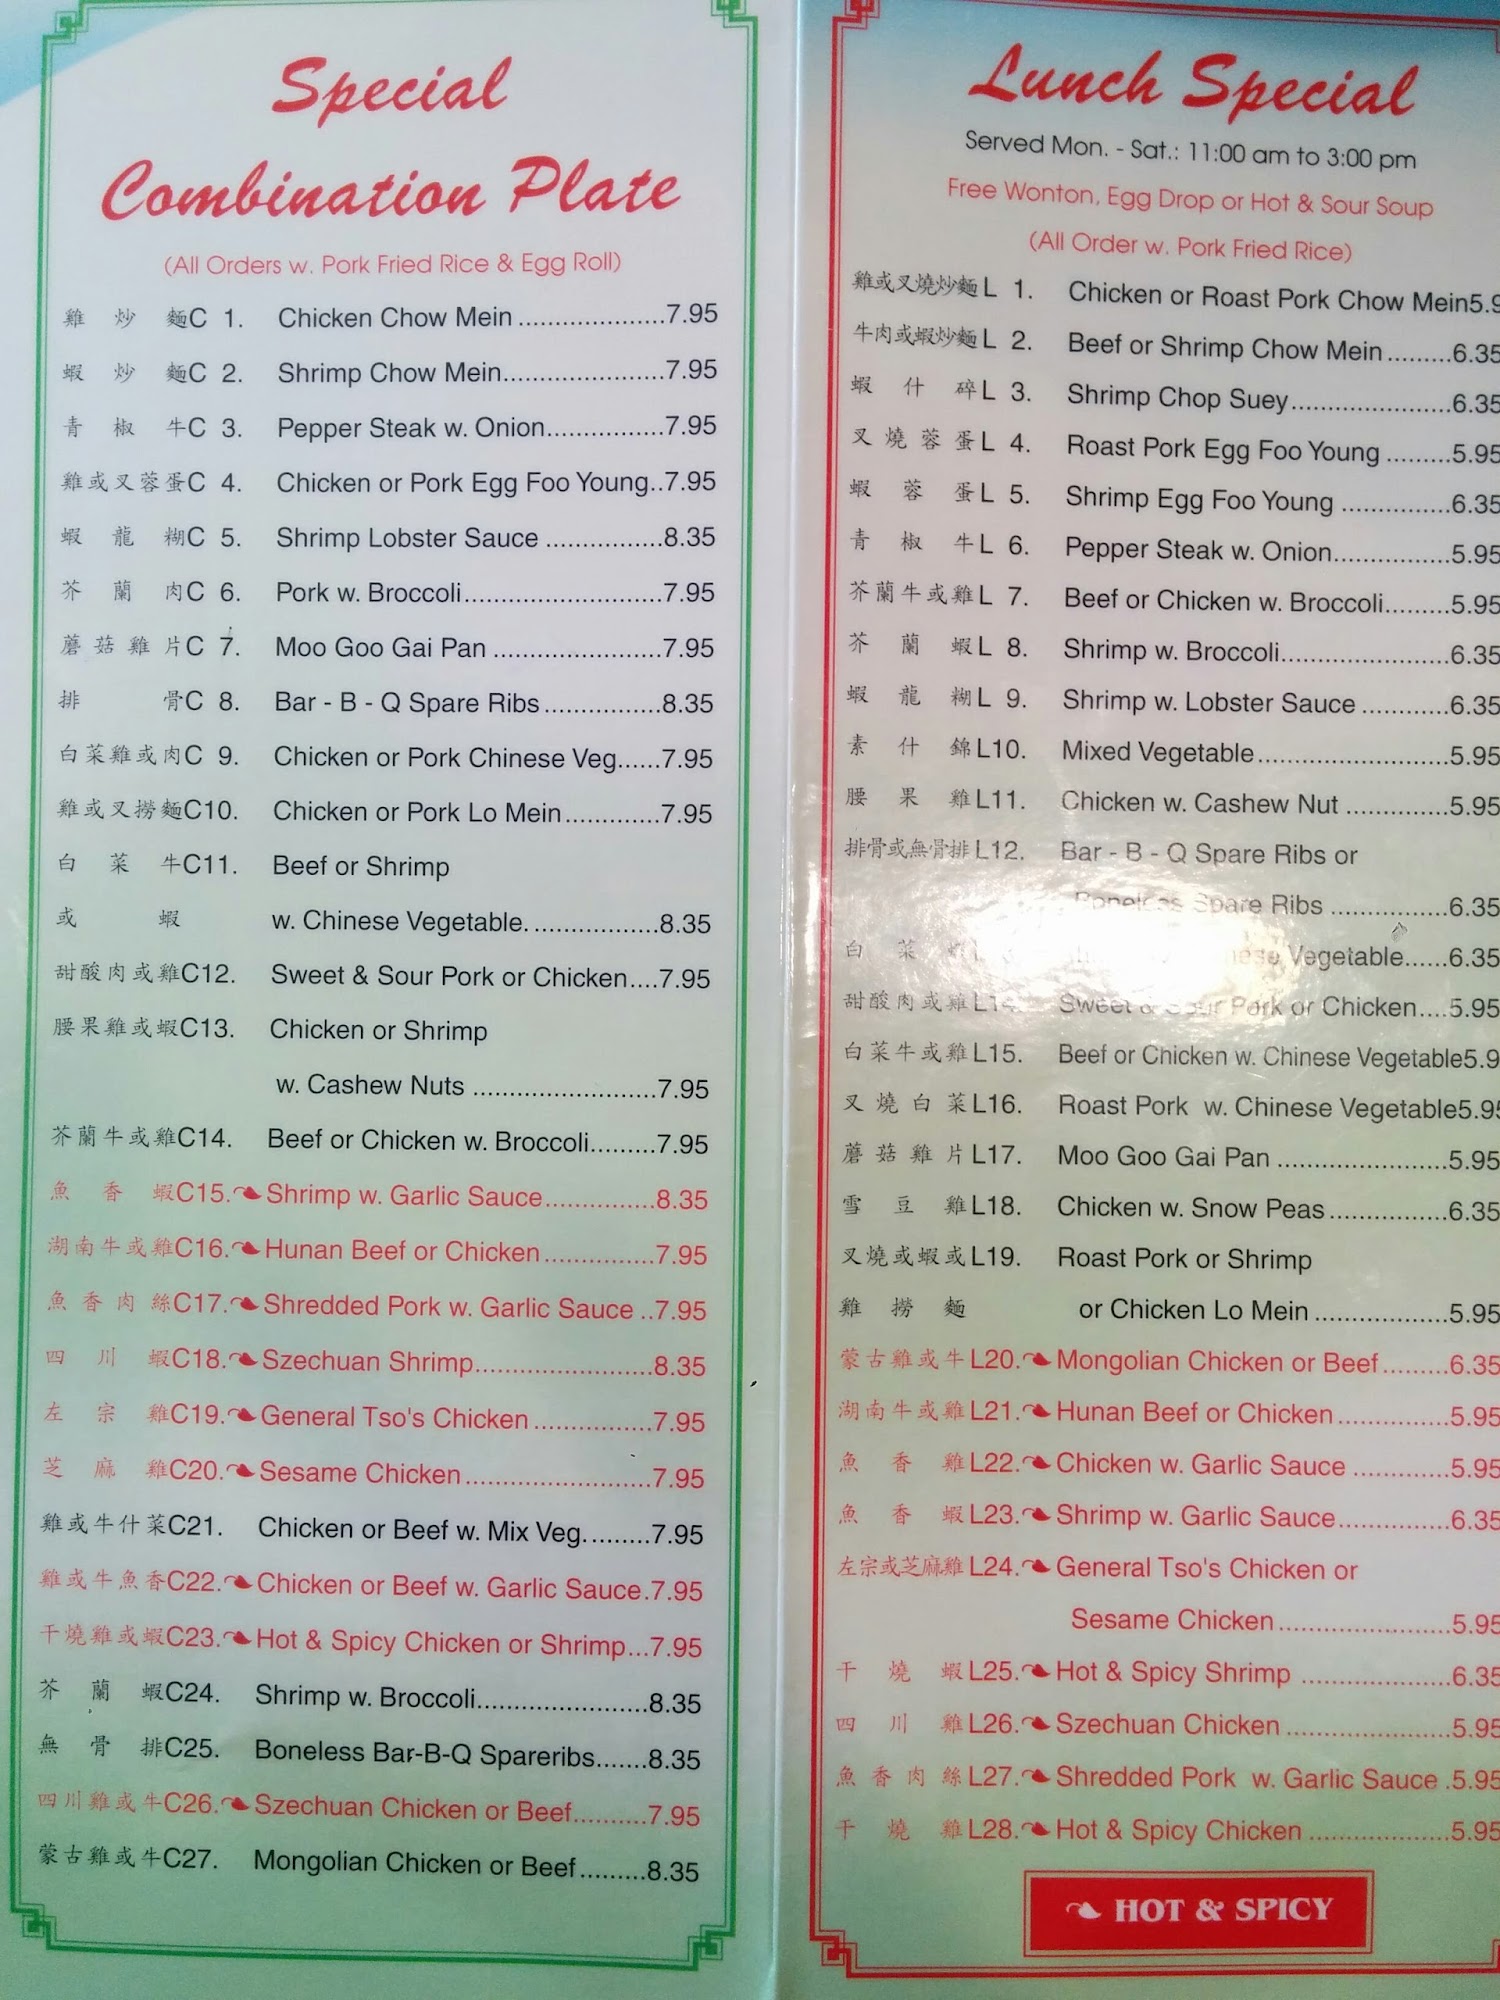 Special
Combination Plate
(All Orders w. Pork Fried Rice & Egg Roll)
雞炒麵C 1. Chicken Chow Mein ......................7.95
蝦炒麵C 2. Shrimp Chow Mein........................7.95
青椒牛C 3. Pepper Steak w. Onion.................7.95
雞或叉蓉蛋C 4. Chicken or Pork Egg Foo Young..7.95
蝦龍糊C 5. Shrimp Lobster Sauce .................8.35
芥蘭肉C 6. Pork w. Broccoli.............................7.95
蘑菇雞片C 7. Moo Goo Gai Pan .........................7.95
排骨C 8. Bar - B - Q Spare Ribs.................8.35
白菜雞或肉C 9. Chicken or Pork Chinese Veg......7.95
雞或叉撈麵C10. Chicken or Pork Lo Mein..............7.95
白菜牛C11. Beef or Shrimp
或蝦 w. Chinese Vegetable...................8.35
甜酸肉或雞C12. Sweet & Sour Pork or Chicken....7.95
腰果雞或蝦C13. Chicken or Shrimp
w. Cashew Nuts ...........................7.95
芥蘭牛或雞C14. Beef or Chicken w. Broccoli.........7.95
魚香蝦C15. Shrimp w. Garlic Sauce................8.35
湖南牛或雞C16. Hunan Beef or Chicken................7.95
魚香肉絲C17. Shredded Pork w. Garlic Sauce ..7.95
四川蝦C18. Szechuan Shrimp..........................8.35
左宗雞C19. General Tso's Chicken .................7.95
芝麻雞C20. Sesame Chicken...........................7.95
雞或牛什菜C21. Chicken or Beef w. Mix Veg..........7.95
雞或牛魚香C22. Chicken or Beef w. Garlic Sauce.7.95
干燒雞或蝦C23. Hot & Spicy Chicken or Shrimp...7.95
芥蘭蝦C24. Shrimp w. Broccoli.........................8.35
無骨排C25. Boneless Bar-B-Q Spareribs.......8.35
四川雞或牛C26. Szechuan Chicken or Beef...........7.95
蒙古雞或牛C27. Mongolian Chicken or Beef..........8.35
Lunch Special
Served Mon. - Sat.: 11:00 am to 3:00 pm
Free Wonton, Egg Drop or Hot & Sour Soup
(All Order w. Pork Fried Rice)
雞或叉燒炒麵L 1. Chicken or Roast Pork Chow Mein5.9
牛肉或蝦炒麵L 2. Beef or Shrimp Chow Mein .........6.35
蝦什碎L 3. Shrimp Chop Suey.......................6.35
叉燒蓉蛋L 4. Roast Pork Egg Foo Young .........5.95
蝦蓉蛋L 5. Shrimp Egg Foo Young ................6.35
青椒牛L 6. Pepper Steak w. Onion.................5.95
芥蘭牛或雞L 7. Beef or Chicken w. Broccoli.........5.95
芥蘭蝦L 8. Shrimp w. Broccoli.........................6.35
蝦龍糊L 9. Shrimp w. Lobster Sauce .............6.35
素什錦L10. Mixed Vegetable............................5.95
腰果雞L11. Chicken w. Cashew Nut ...............5.95
排骨或無骨排L12. Bar - B - Q Spare Ribs or
Boneless Spare Ribs .................6.35
白菜蝦 Vegetable......6.35
甜酸肉或雞L14. Sweet & Sour Pork or Chicken....5.95
白菜牛或雞L15. Beef or Chicken w. Chinese Vegetable5.9
叉燒白菜L16. Roast Pork w. Chinese Vegetable5.95
蘑菇雞片L17. Moo Goo Gai Pan .........................5.95
雪豆雞L18. Chicken w. Snow Peas.................6.35
叉燒或蝦或L19. Roast Pork or Shrimp
雞撈麵 or Chicken Lo Mein ....................5.95
蒙古雞或牛L20. Mongolian Chicken or Beef..........6.35
湖南牛或雞L21. Hunan Beef or Chicken................5.95
魚香雞L22. Chicken w. Garlic Sauce ..............5.95
魚香蝦L23. Shrimp w. Garlic Sauce................6.35
左宗或芝麻雞L24. General Tso's Chicken or
Sesame Chicken.........................5.95
干燒蝦L25. Hot & Spicy Shrimp ......................6.35
四川雞L26. Szechuan Chicken ........................5.95
魚香肉絲L27. Shredded Pork w. Garlic Sauce .5.95
干燒雞L28. Hot & Spicy Chicken ....................5.95
HOT & SPICY